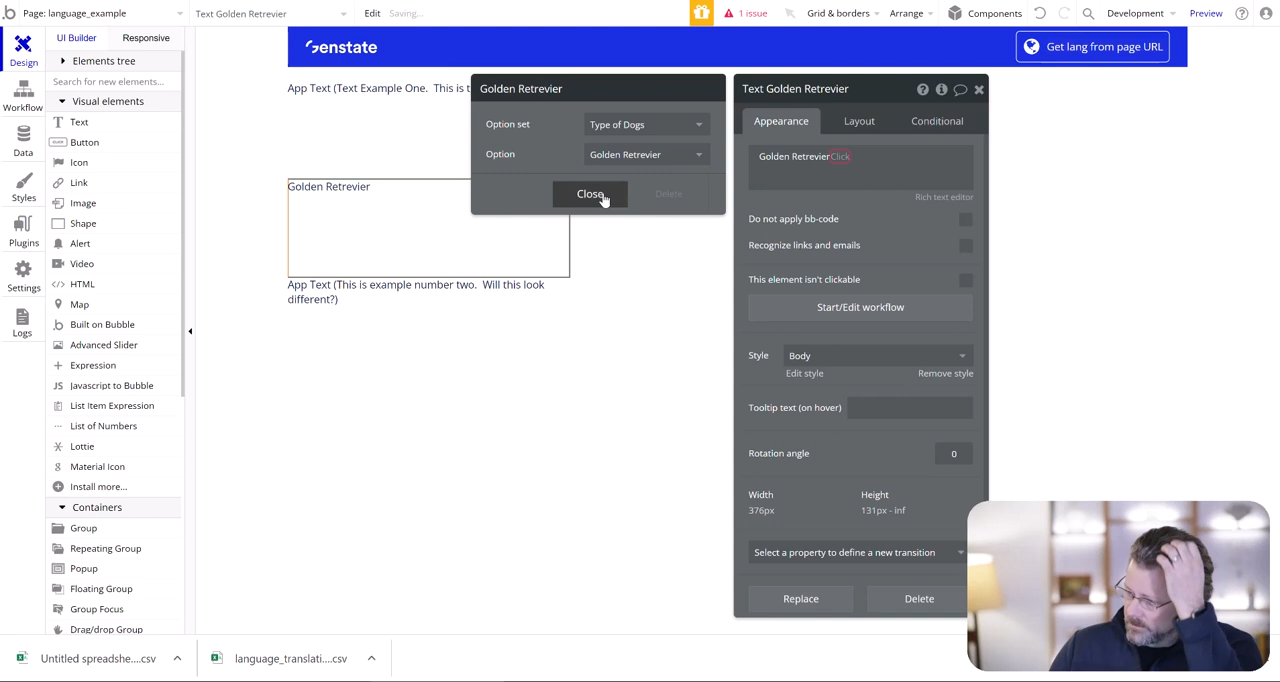 Page: language_example
Text Golden Retrevier
Edit
Saving...
1 issue
Grid & borders
Arrange
Components
Development
Preview
Design
Workflow
Data
Styles
Plugins
Settings
Logs
UI Builder
Responsive
Elements tree
Search for new elements...
Visual elements
Text
Button
Icon
Link
Image
Shape
Alert
Video
HTML
Map
Built on Bubble
Advanced Slider
Expression
Javascript to Bubble
List Item Expression
List of Numbers
Lottie
Material Icon
Install more...
Containers
Group
Repeating Group
Popup
Floating Group
Group Focus
Drag/drop Group
Genstate
Get lang from page URL
App Text (Text Example One.  This is t
Golden Retrevier
App Text (This is example number two.  Will this look
different?)
Golden Retrevier
Option set
Type of Dogs
Option
Golden Retrevier
Close
Delete
Text Golden Retrevier
Appearance
Layout
Conditional
Golden RetrevierClick
Rich text editor
Do not apply bb-code
Recognize links and emails
This element isn't clickable
Start/Edit workflow
Style
Body
Edit style
Remove style
Tooltip text (on hover)
Rotation angle
0
Width
Height
376px
131px - inf
Select a property to define a new transition
Replace
Delete
Untitled spreadshe....csv
language_translati....csv